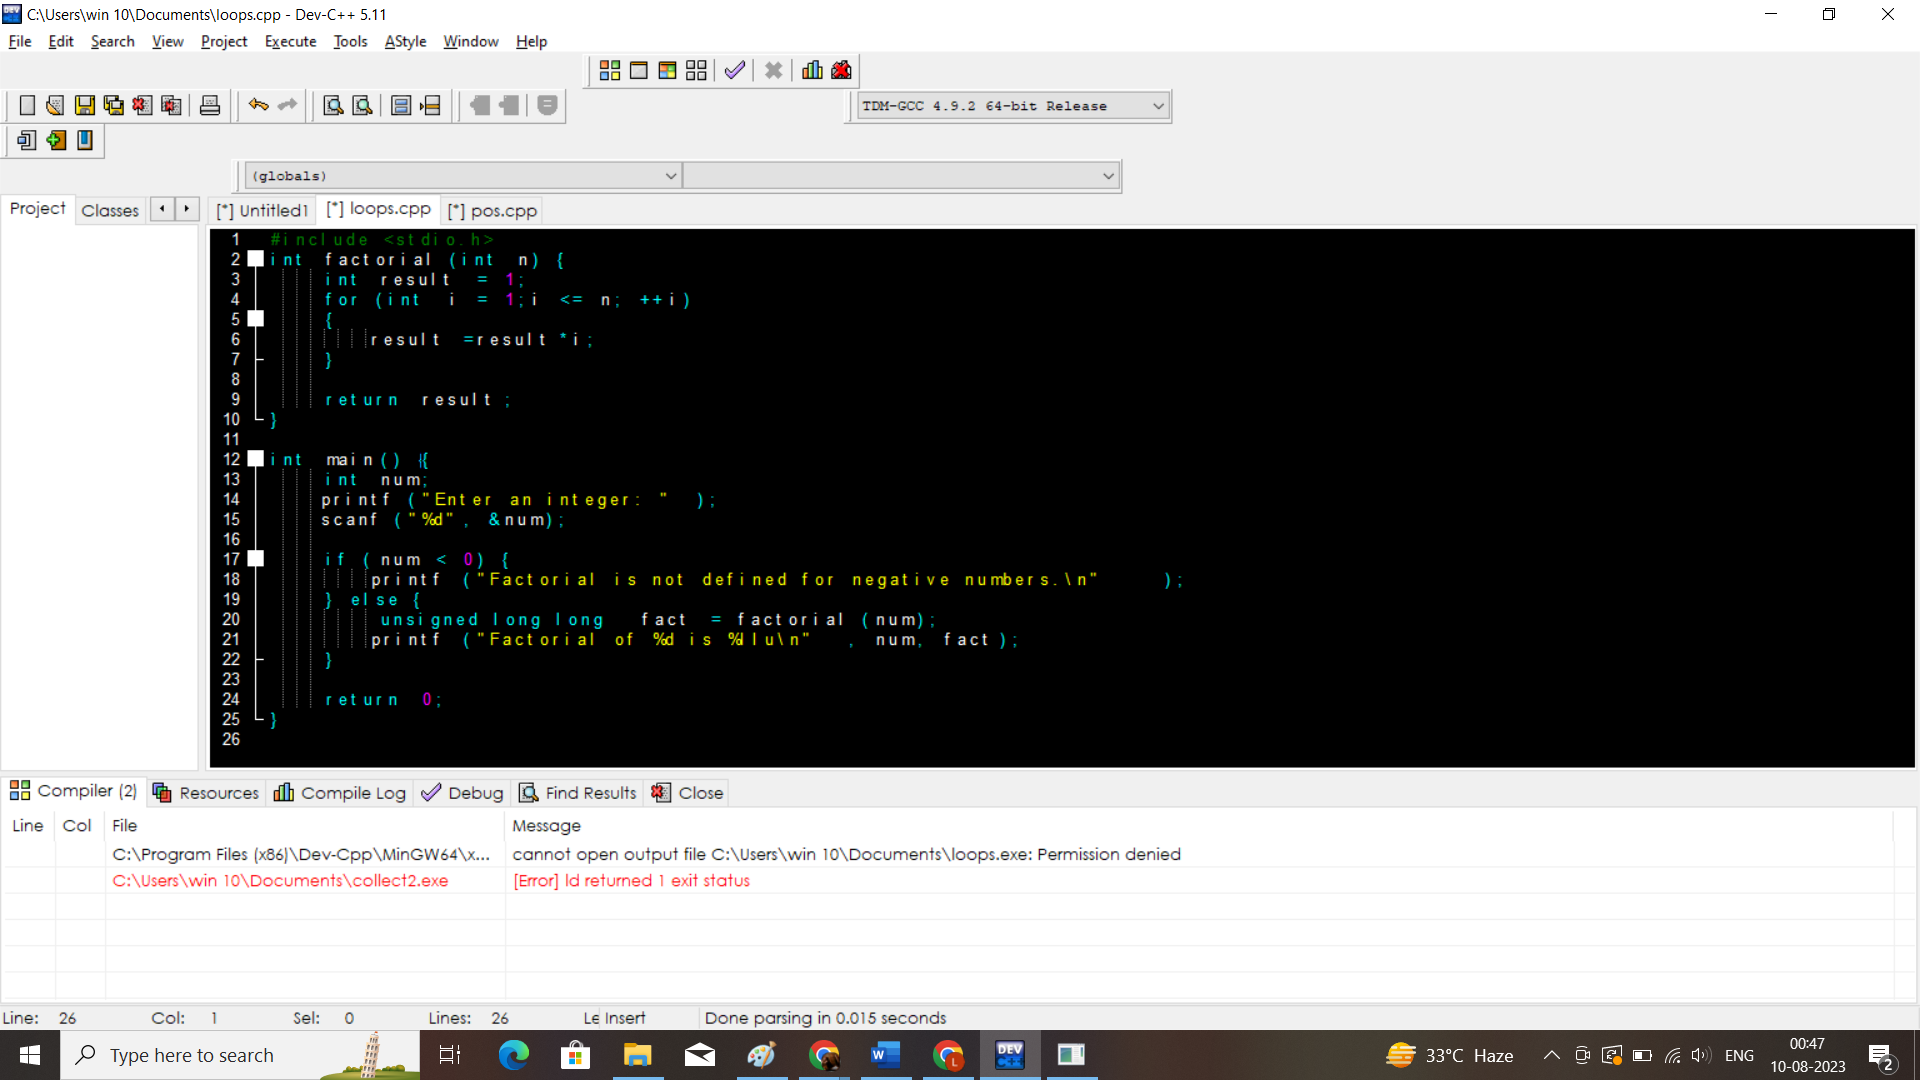 C:\Users\win 10\Documents\loops.cpp - Dev-C++ 5.11
File Edit Search View Project Execute Tools AStyle Window Help
TDM-GCC 4.9.2 64-bit Release
(globals)
Project Classes [*] Untitled1 [*] loops.cpp [*] pos.cpp
1 #include <stdio.h>
2 int factorial (int n) {
3 int result = 1;
4 for (int i = 1;i <= n; ++i)
5 {
6 result =result *i;
7 }
8
9 return result ;
10 }
11
12 int main() {
13 int num;
14 printf ("Enter an integer: " );
15 scanf ("%d", &num);
16
17 if ( num < 0) {
18 printf ("Factorial is not defined for negative numbers.\n" );
19 } else {
20 unsigned long long fact = factorial (num);
21 printf ("Factorial of %d is %llu\n" , num, fact );
22 }
23
24 return 0;
25 }
26
Compiler (2) Resources Compile Log Debug Find Results Close
Line Col File Message
C:\Program Files (x86)\Dev-Cpp\MinGW64\x... cannot open output file C:\Users\win 10\Documents\loops.exe: Permission denied
C:\Users\win 10\Documents\collect2.exe [Error] ld returned 1 exit status
Line: 26 Col: 1 Sel: 0 Lines: 26 Le Insert Done parsing in 0.015 seconds
Type here to search DEV C++ 33°C Haze ENG 00:47
10-08-2023 2